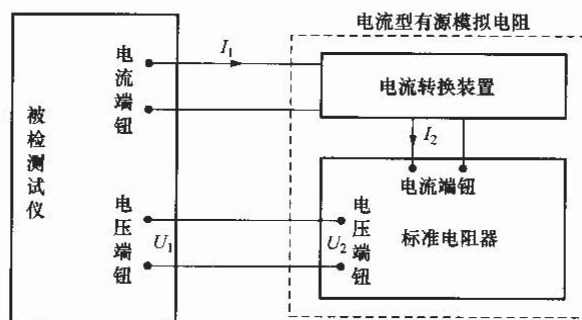 电流型有源模拟电阻
被检测试仪
电流端钮
I₁
电流转换装置
I₂
电流端钮
标准电阻器
电压端钮
U₁
U₂
电压端钮